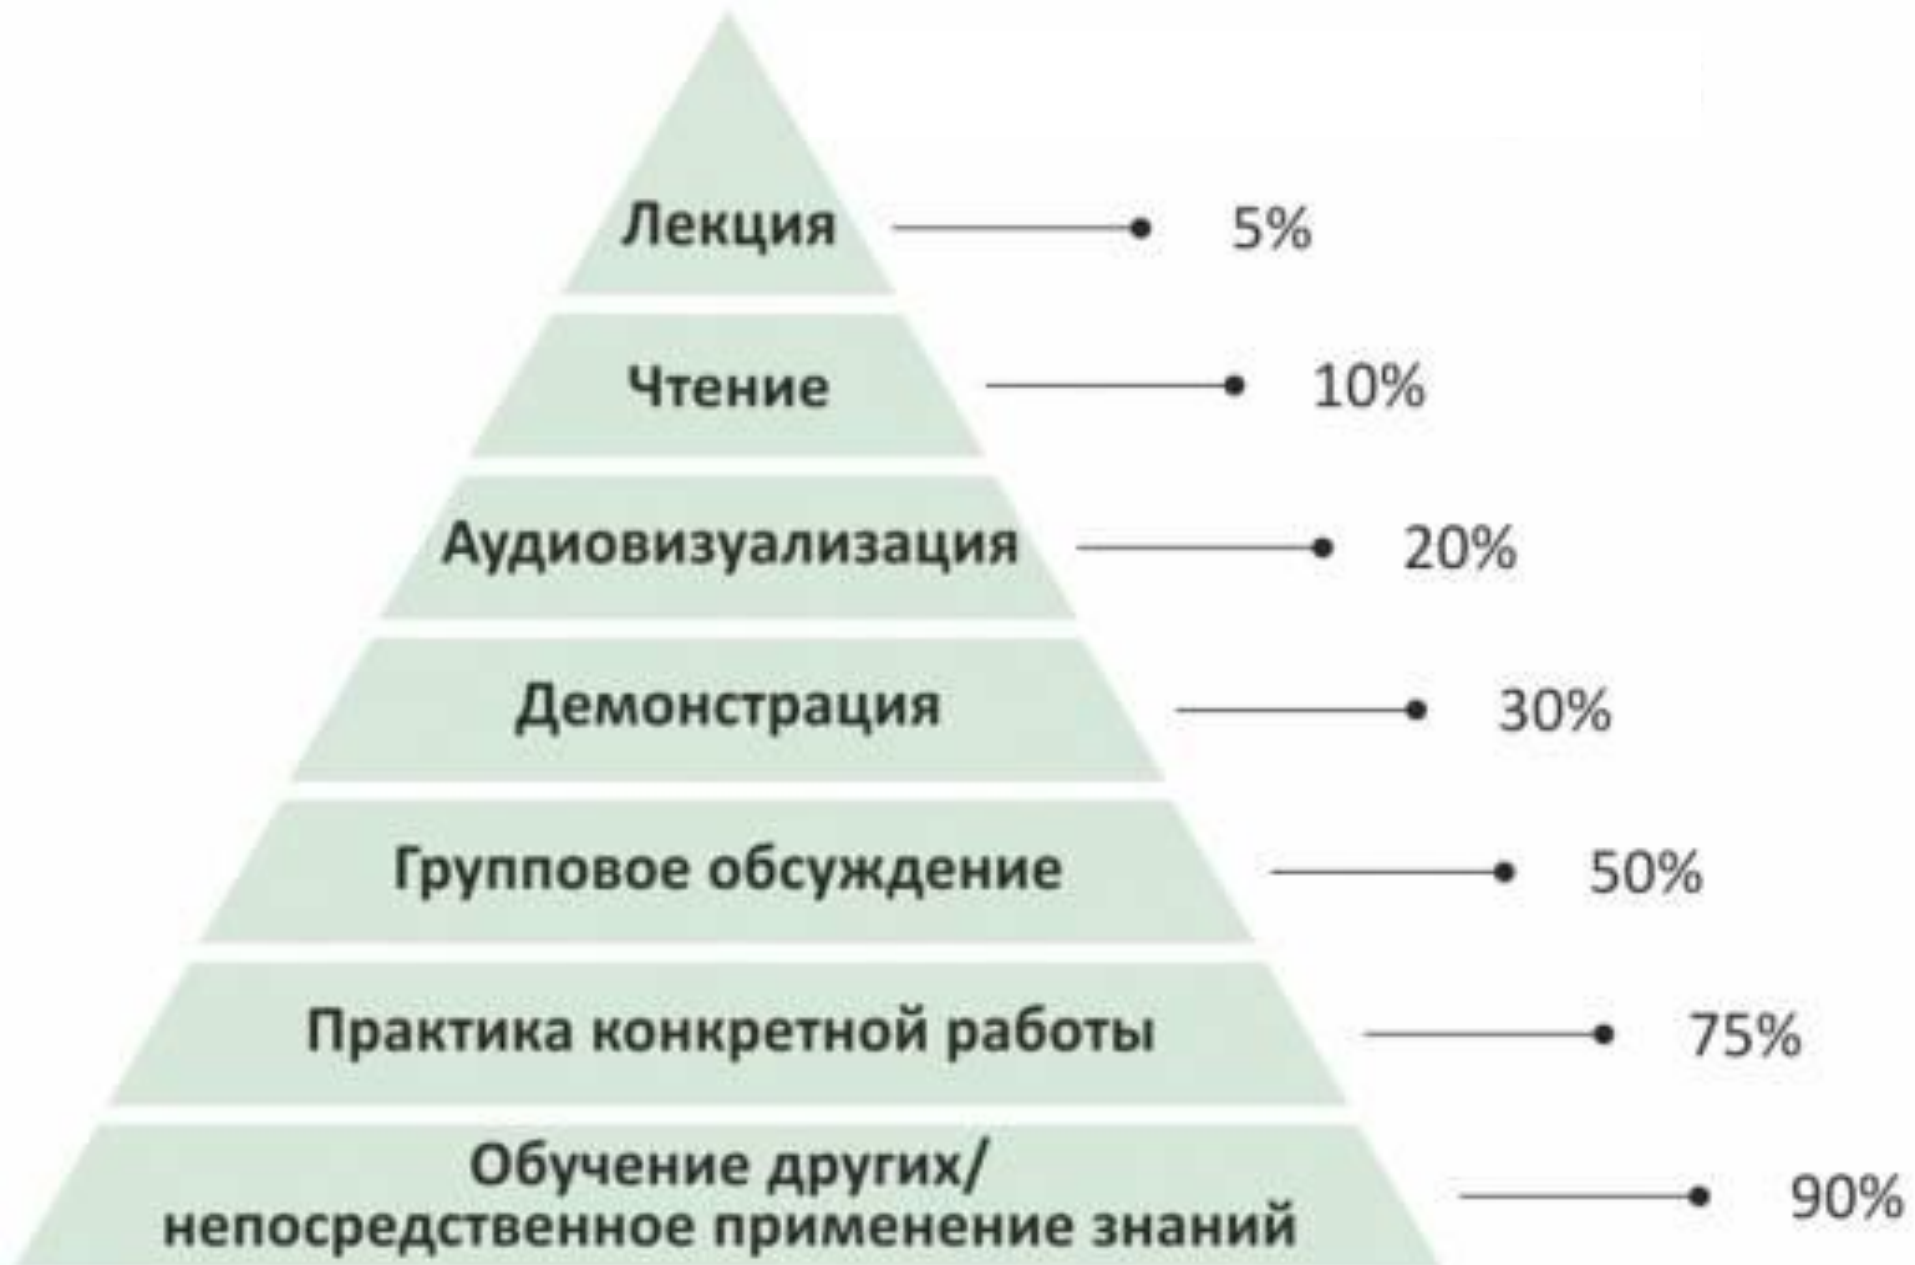 Лекция 5%
Чтение 10%
Аудиовизуализация 20%
Демонстрация 30%
Групповое обсуждение 50%
Практика конкретной работы 75%
Обучение других/
непосредственное применение знаний 90%